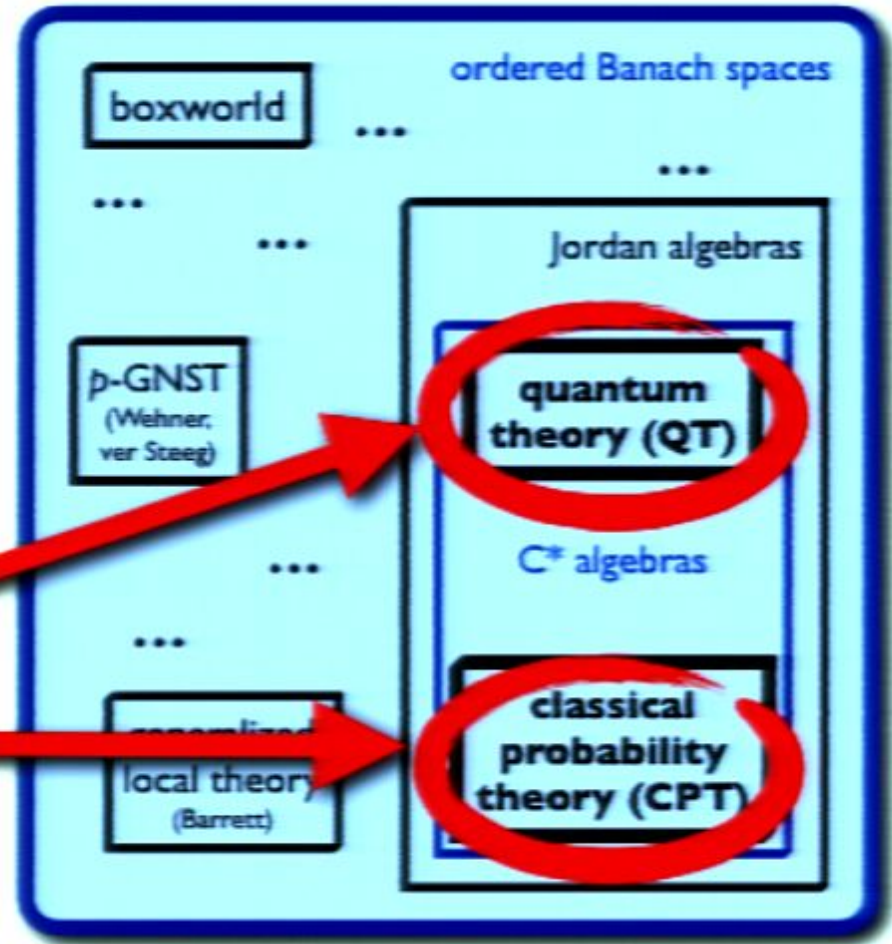 ordered Banach spaces
boxworld
...
...
...
...
Jordan algebras
p-GNST
(Wehner,
ver Steeg)
quantum
theory (QT)
C* algebras
...
...
local theory
(Barrett)
classical
probability
theory (CPT)